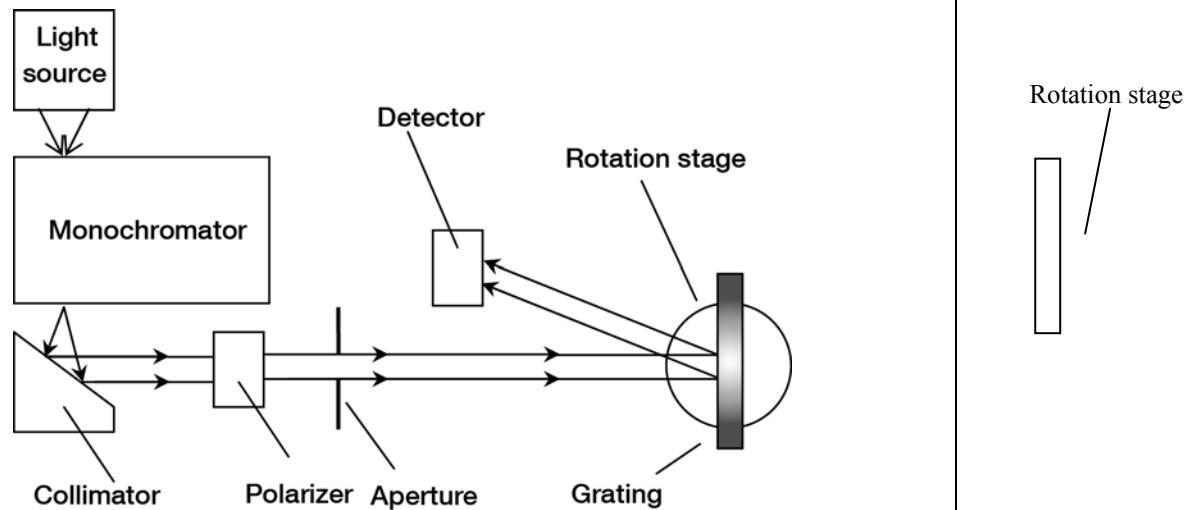 Light
source
Monochromator
Detector
Rotation stage
Collimator
Polarizer
Aperture
Grating
Rotation stage